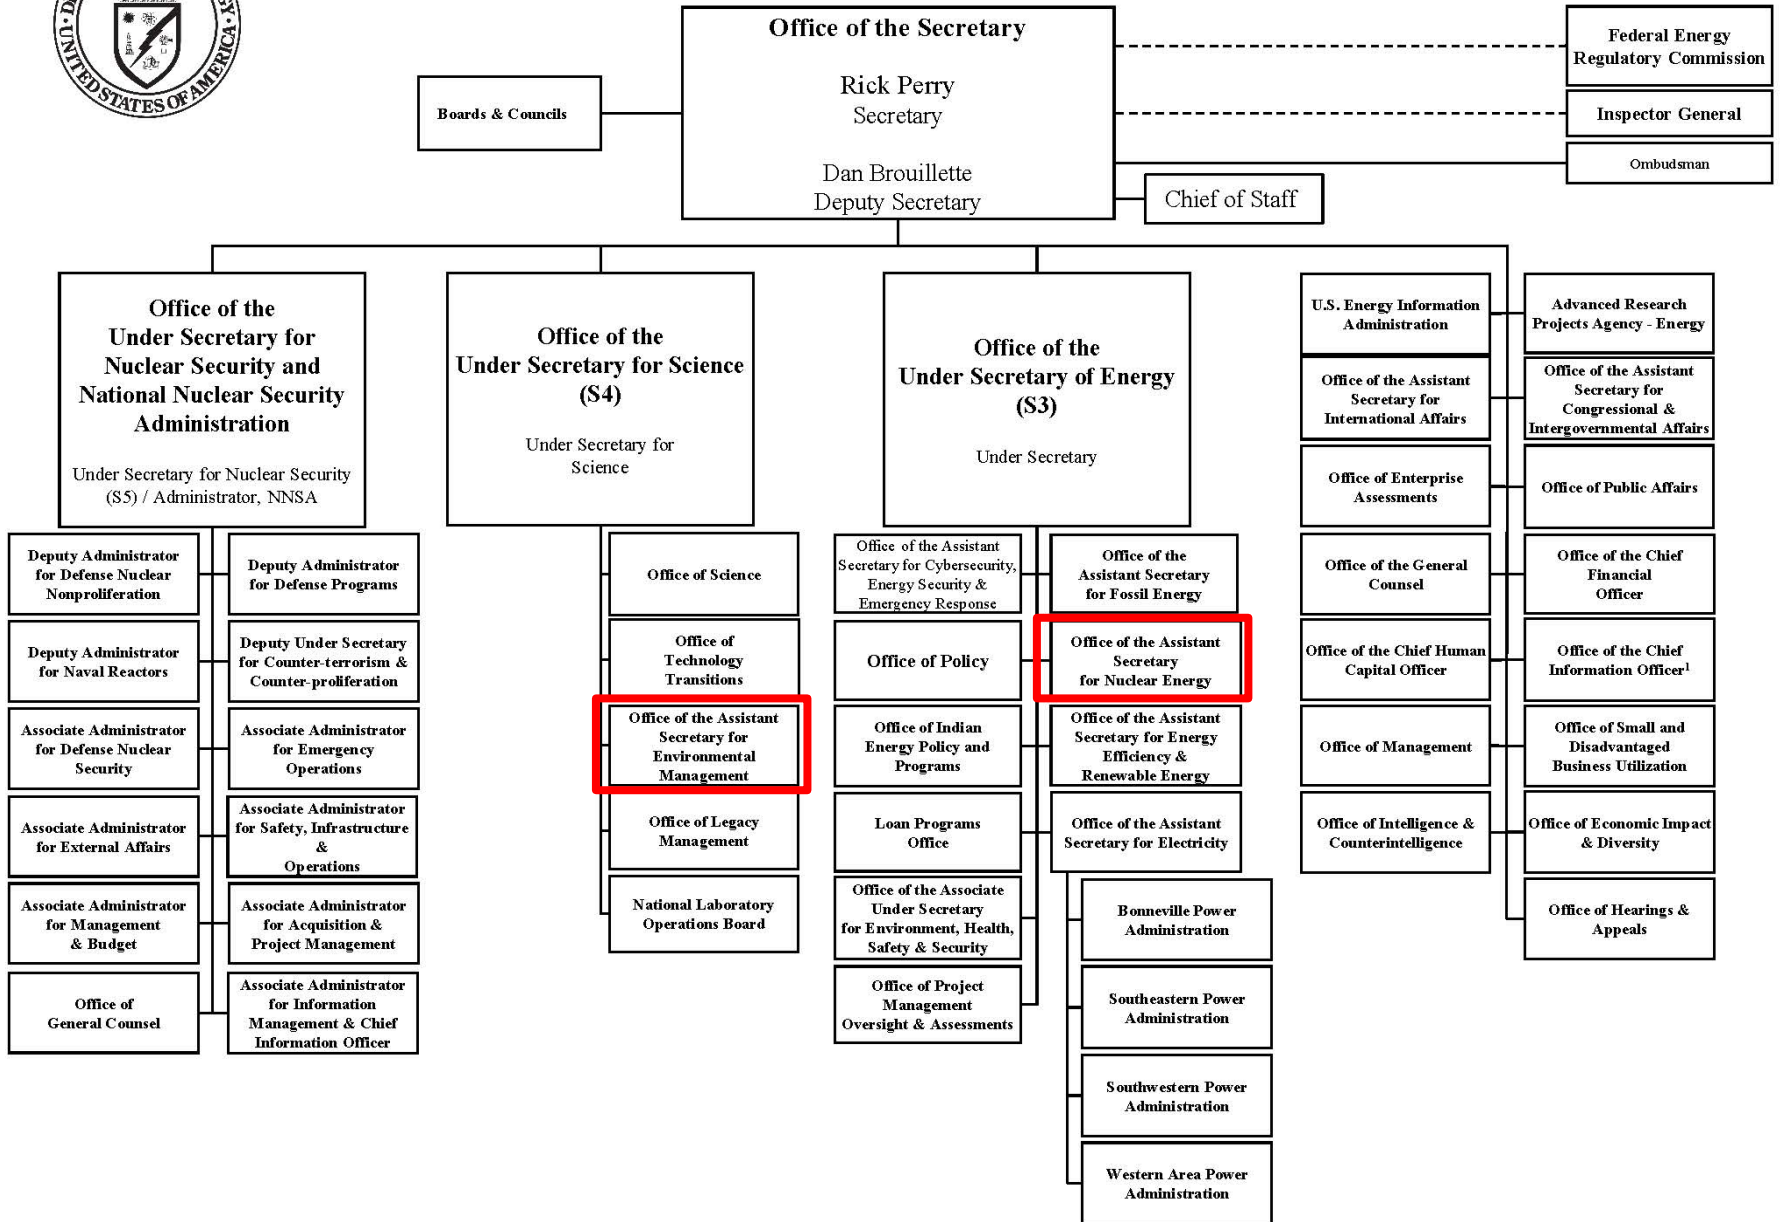 UNITED STATES OF AMERICA
Office of the Secretary
Rick Perry
Secretary
Dan Brouillette
Deputy Secretary
Boards & Councils
Federal Energy
Regulatory Commission
Inspector General
Ombudsman
Chief of Staff
Office of the
Under Secretary for
Nuclear Security and
National Nuclear Security
Administration
Under Secretary for Nuclear Security
(S5) / Administrator, NNSA
Deputy Administrator
for Defense Nuclear
Nonproliferation
Deputy Administrator
for Defense Programs
Deputy Administrator
for Naval Reactors
Deputy Under Secretary
for Counter-terrorism &
Counter-proliferation
Associate Administrator
for Defense Nuclear
Security
Associate Administrator
for Emergency
Operations
Associate Administrator
for External Affairs
Associate Administrator
for Safety, Infrastructure
&
Operations
Associate Administrator
for Management
& Budget
Associate Administrator
for Acquisition &
Project Management
Office of
General Counsel
Associate Administrator
for Information
Management & Chief
Information Officer
Office of the
Under Secretary for Science
(S4)
Under Secretary for
Science
Office of Science
Office of
Technology
Transitions
Office of the Assistant
Secretary for
Environmental
Management
Office of Legacy
Management
National Laboratory
Operations Board
Office of the
Under Secretary of Energy
(S3)
Under Secretary
Office of the Assistant
Secretary for Cybersecurity,
Energy Security &
Emergency Response
Office of the
Assistant Secretary
for Fossil Energy
Office of Policy
Office of the Assistant
Secretary
for Nuclear Energy
Office of Indian
Energy Policy and
Programs
Office of the Assistant
Secretary for Energy
Efficiency &
Renewable Energy
Loan Programs
Office
Office of the Assistant
Secretary for Electricity
Office of the Associate
Under Secretary
for Environment, Health,
Safety & Security
Office of Project
Management
Oversight & Assessments
Bonneville Power
Administration
Southeastern Power
Administration
Southwestern Power
Administration
Western Area Power
Administration
U.S. Energy Information
Administration
Advanced Research
Projects Agency - Energy
Office of the Assistant
Secretary for
International Affairs
Office of the Assistant
Secretary for
Congressional &
Intergovernmental Affairs
Office of Enterprise
Assessments
Office of Public Affairs
Office of the General
Counsel
Office of the Chief
Financial
Officer
Office of the Chief Human
Capital Officer
Office of the Chief
Information Officer¹
Office of Management
Office of Small and
Disadvantaged
Business Utilization
Office of Intelligence &
Counterintelligence
Office of Economic Impact
& Diversity
Office of Hearings &
Appeals